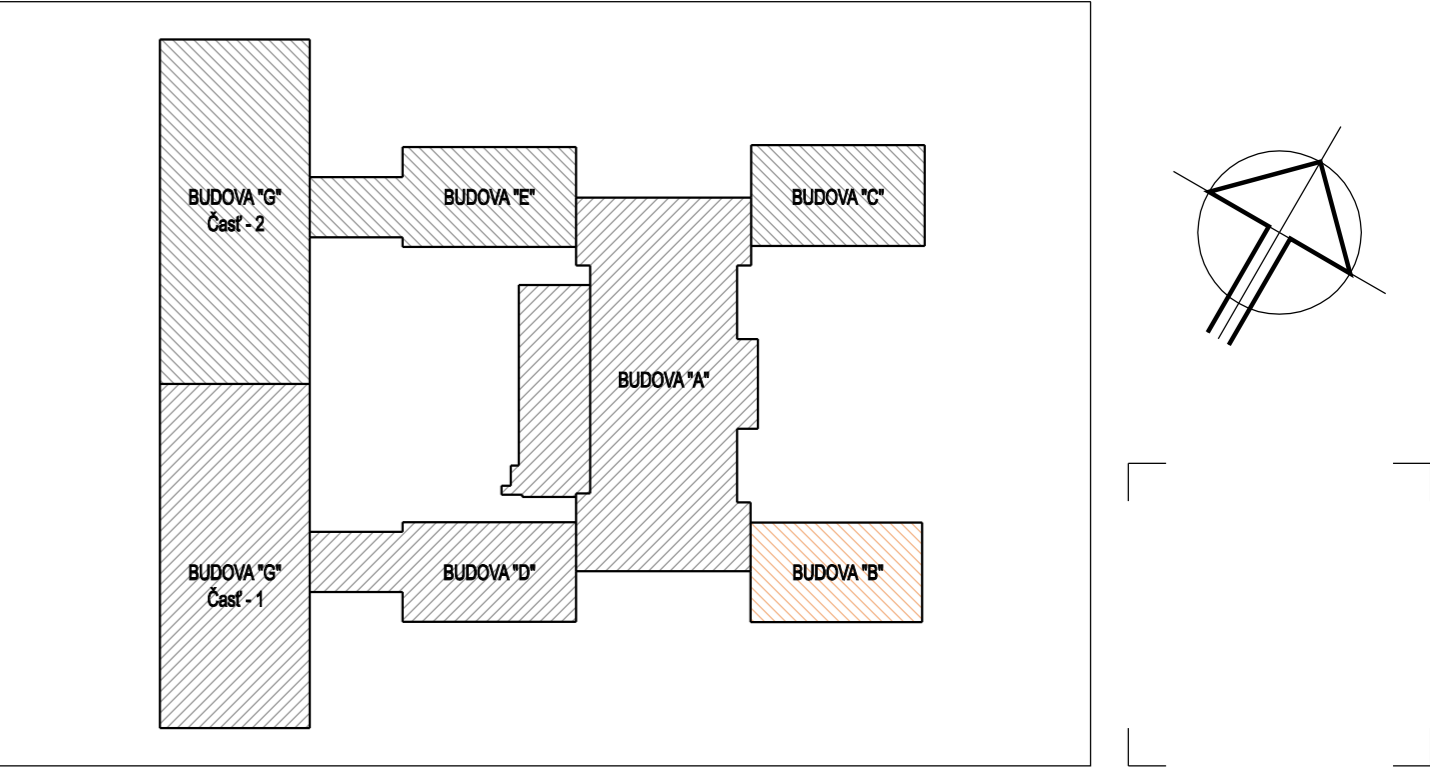 BUDOVA "G"
Časť - 2
BUDOVA "E"
BUDOVA "C"
BUDOVA "A"
BUDOVA "G"
Časť - 1
BUDOVA "D"
BUDOVA "B"